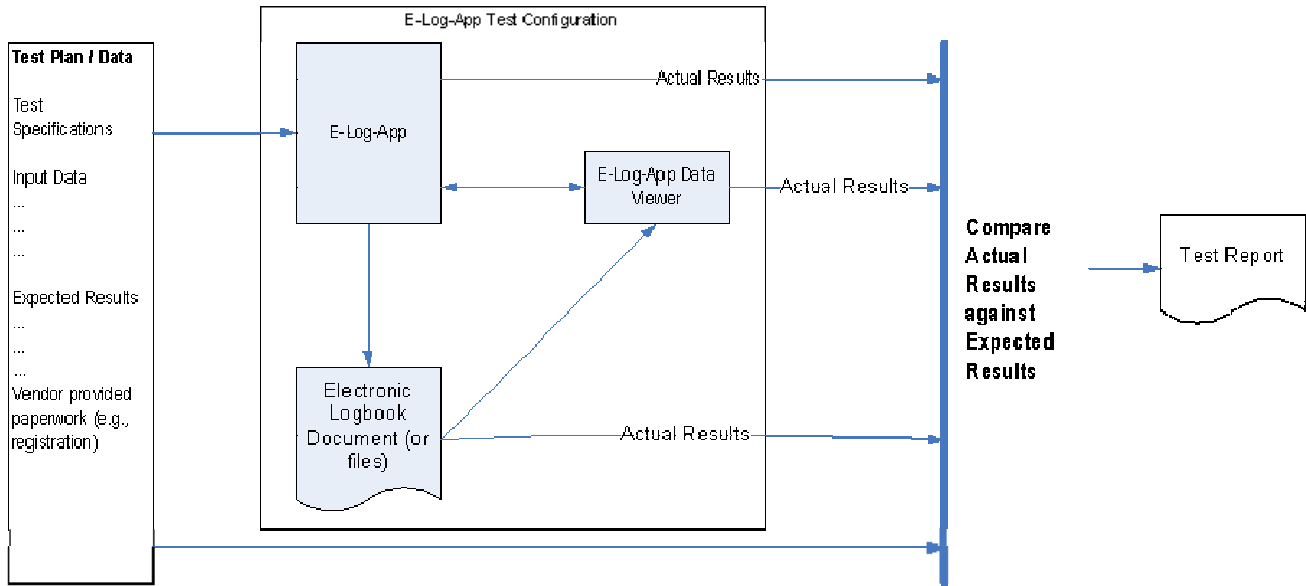 E-Log-App Test Configuration
Test Plan / Data
Test
Specifications
Input Data
...
...
...
Expected Results
...
...
...
Vendor provided
paperwork (e.g.,
registration)
E-Log-App
Actual Results
E-Log-App Data
Viewer
Actual Results
Electronic
Logbook
Document (or
files)
Actual Results
Compare
Actual
Results
against
Expected
Results
Test Report